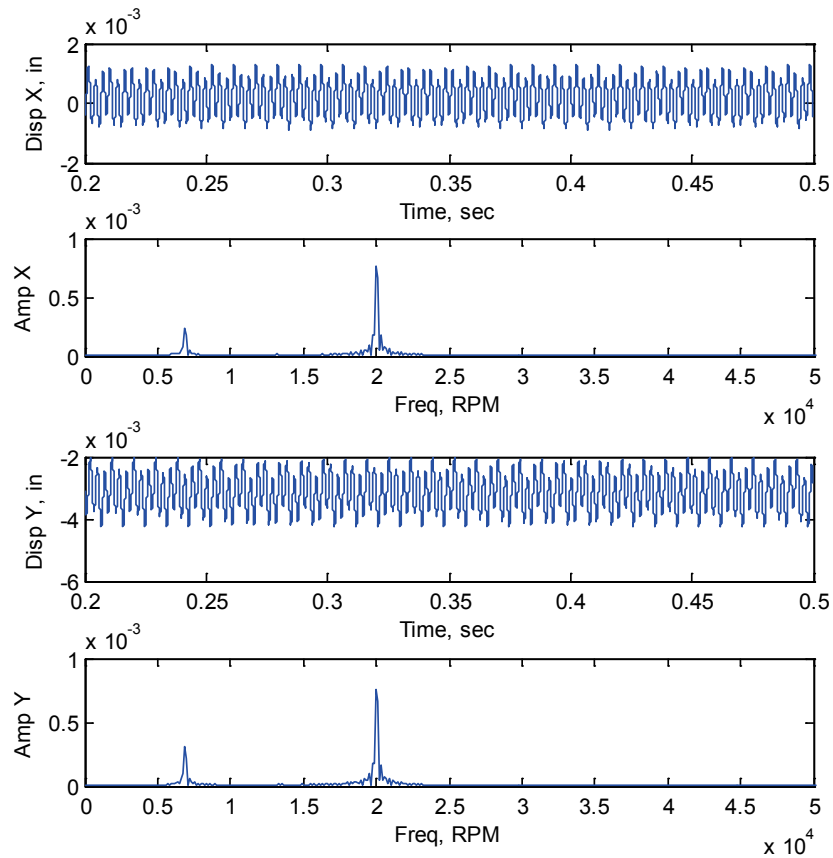 x 10-3
2
0
-2
Disp X, in
0.2 0.25 0.3 0.35 0.4 0.45 0.5
Time, sec
x 10-3
1
0.5
0
Amp X
0 0.5 1 1.5 2 2.5 3 3.5 4 4.5 5
Freq, RPM
x 104
x 10-3
-2
-4
-6
Disp Y, in
0.2 0.25 0.3 0.35 0.4 0.45 0.5
Time, sec
x 10-3
1
0.5
0
Amp Y
0 0.5 1 1.5 2 2.5 3 3.5 4 4.5 5
Freq, RPM
x 104